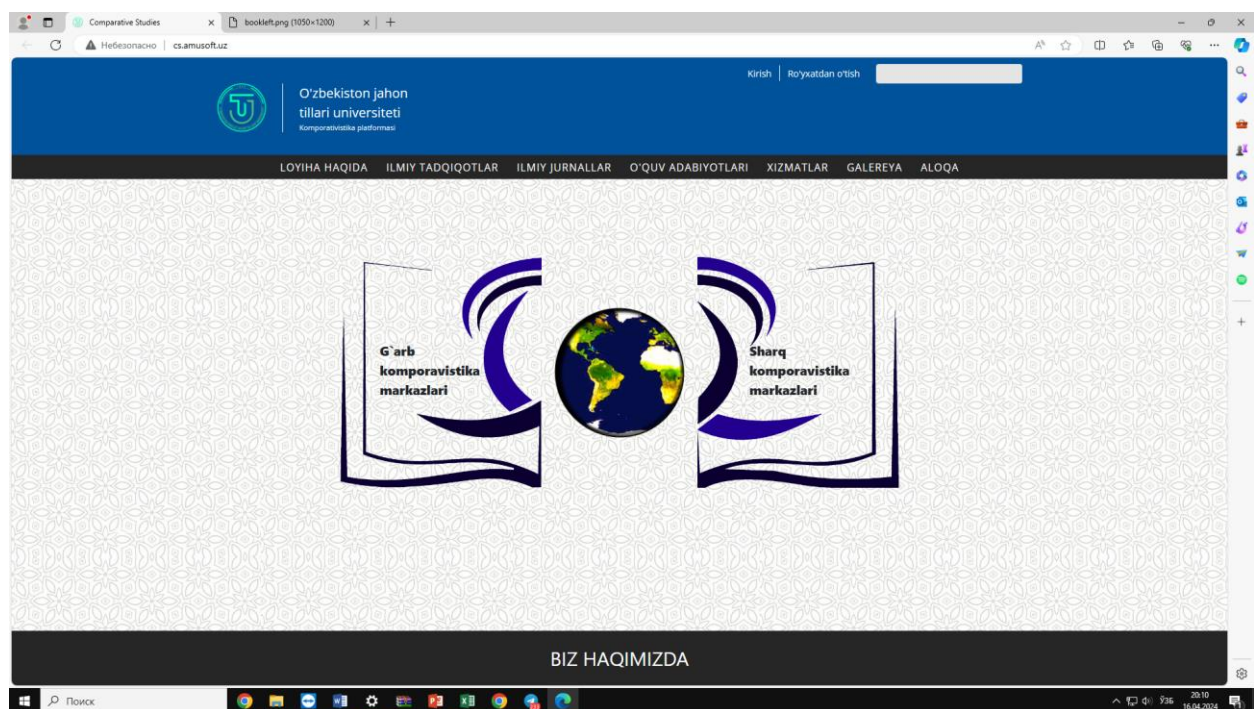 Comparative Studies
bookleft.png (1050×1200)
Небезопасно
cs.amusoft.uz
Kirish
Ro'yxatdan o'tish
O'zbekiston jahon
tillari universiteti
Komporativistika platformasi
LOYIHA HAQIDA ILMIY TADQIQOTLAR ILMIY JURNALLAR O'QUV ADABIYOTLARI XIZMATLAR GALEREYA ALOQA
G`arb
komporavistika
markazlari
Sharq
komporavistika
markazlari
BIZ HAQIMIZDA
Поиск
ЎЗБ
20:10
16.04.2024